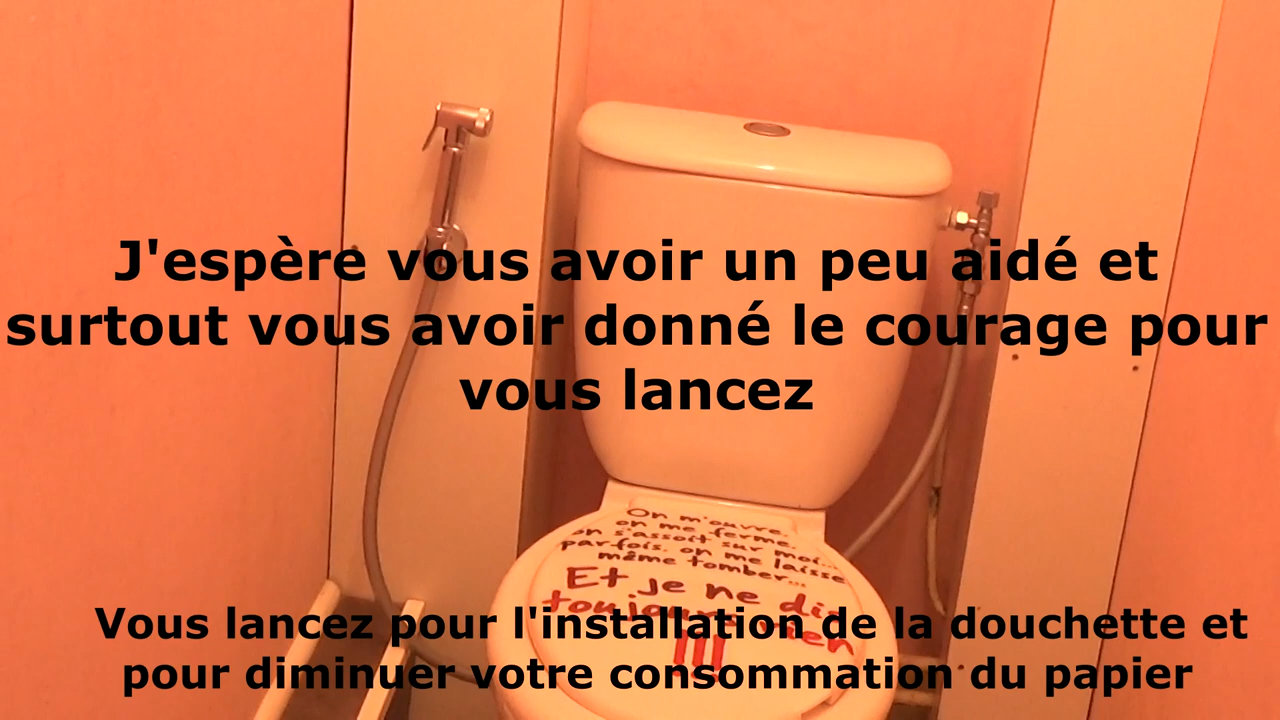 J'espère vous avoir un peu aidé et
surtout vous avoir donné le courage pour
vous lancez
On m'ouvre,
on me ferme,
on s'assoit sur moi...
parfois, on me laisse
même tomber...
Et je ne dis
toujours rien
!!!
Vous lancez pour l'installation de la douchette et
pour diminuer votre consommation du papier